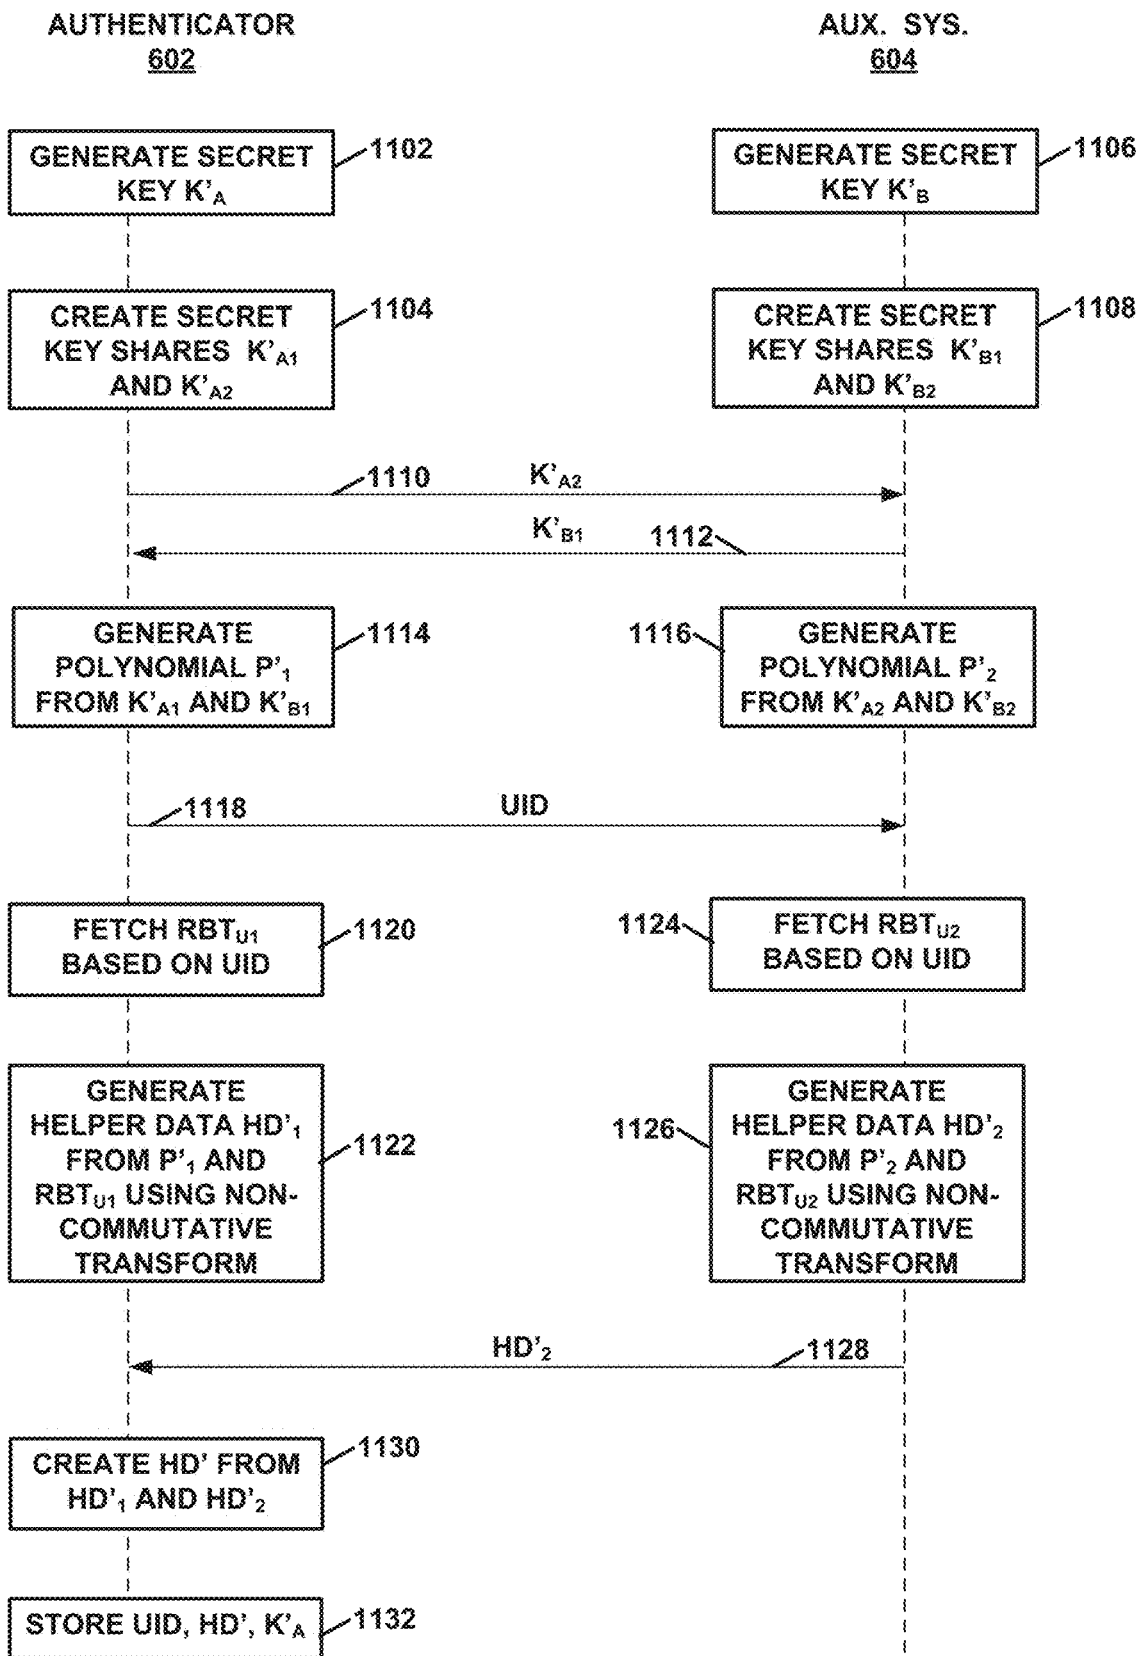 AUTHENTICATOR
602
AUX. SYS.
604
GENERATE SECRET
KEY K'A
1102
GENERATE SECRET
KEY K'B
1106
CREATE SECRET
KEY SHARES K'A1
AND K'A2
1104
CREATE SECRET
KEY SHARES K'B1
AND K'B2
1108
1110
K'A2
K'B1
1112
GENERATE
POLYNOMIAL P'1
FROM K'A1 AND K'B1
1114
1116
GENERATE
POLYNOMIAL P'2
FROM K'A2 AND K'B2
1118
UID
FETCH RBTU1
BASED ON UID
1120
1124
FETCH RBTU2
BASED ON UID
GENERATE
HELPER DATA HD'1
FROM P'1 AND
RBTU1 USING NON-
COMMUTATIVE
TRANSFORM
1122
1126
GENERATE
HELPER DATA HD'2
FROM P'2 AND
RBTU2 USING NON-
COMMUTATIVE
TRANSFORM
HD'2
1128
CREATE HD' FROM
HD'1 AND HD'2
1130
STORE UID, HD', K'A
1132